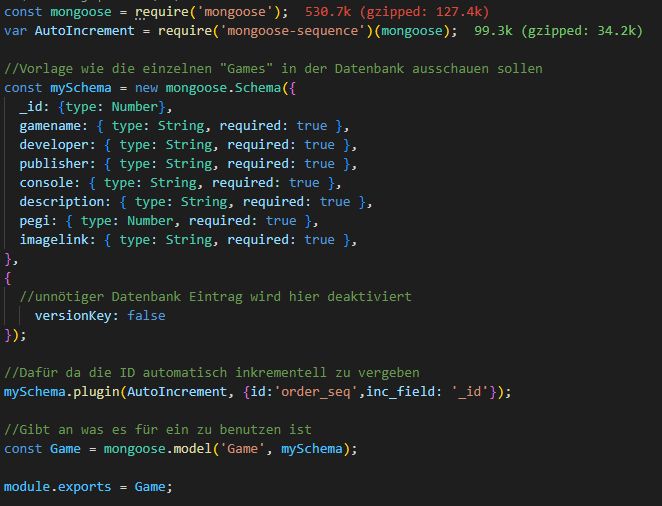 const mongoose = require('mongoose');  530.7k (gzipped: 127.4k)
var AutoIncrement = require('mongoose-sequence')(mongoose);  99.3k (gzipped: 34.2k)

//Vorlage wie die einzelnen "Games" in der Datenbank ausschauen sollen
const mySchema = new mongoose.Schema({
  _id: {type: Number},
  gamename: { type: String, required: true },
  developer: { type: String, required: true },
  publisher: { type: String, required: true },
  console: { type: String, required: true },
  description: { type: String, required: true },
  pegi: { type: Number, required: true },
  imagelink: { type: String, required: true },
},
{
  //unnötiger Datenbank Eintrag wird hier deaktiviert
    versionKey: false
});

//Dafür da die ID automatisch inkrementell zu vergeben
mySchema.plugin(AutoIncrement, {id:'order_seq',inc_field: '_id'});

//Gibt an was es für ein zu benutzen ist
const Game = mongoose.model('Game', mySchema);

module.exports = Game;